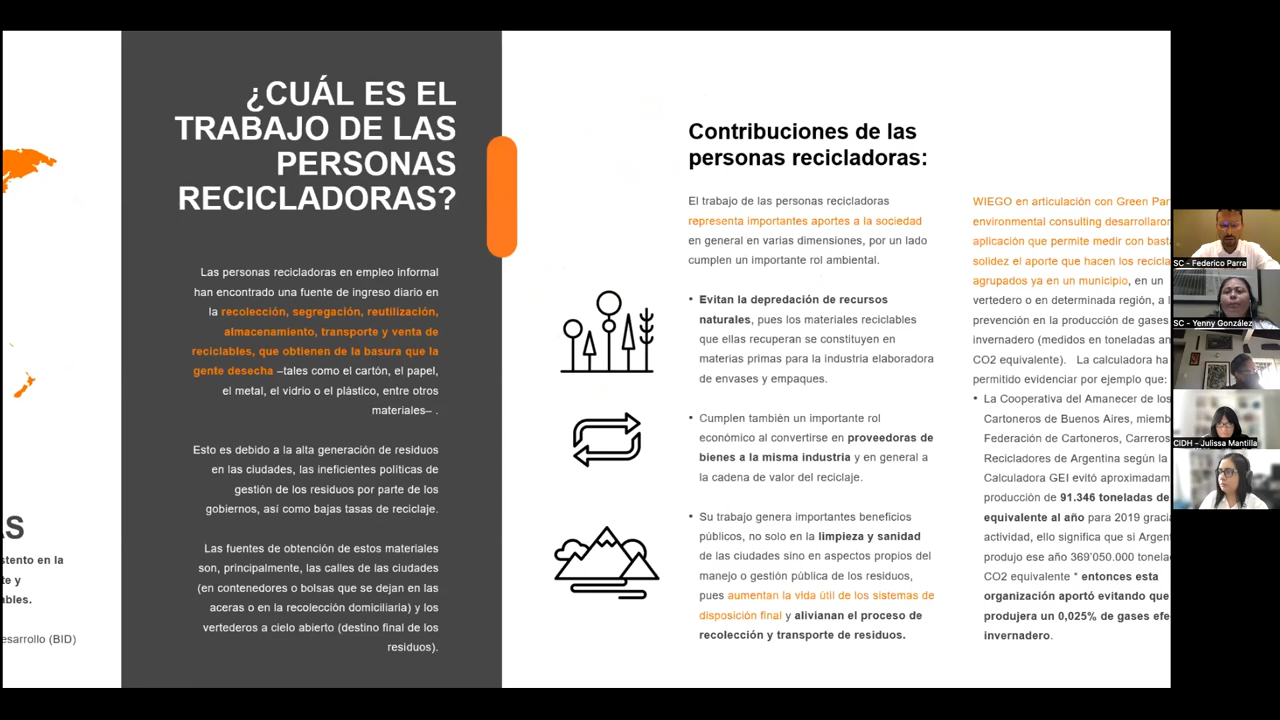 ¿CUÁL ES EL
TRABAJO DE LAS
PERSONAS
RECICLADORAS?
Las personas recicladoras en empleo informal
han encontrado una fuente de ingreso diario en
la recolección, segregación, reutilización,
almacenamiento, transporte y venta de
reciclables, que obtienen de la basura que la
gente desecha –tales como el cartón, el papel,
el metal, el vidrio o el plástico, entre otros
materiales– .
Esto es debido a la alta generación de residuos
en las ciudades, las ineficientes políticas de
gestión de los residuos por parte de los
gobiernos, así como bajas tasas de reciclaje.
Las fuentes de obtención de estos materiales
son, principalmente, las calles de las ciudades
(en contenedores o bolsas que se dejan en las
aceras o en la recolección domiciliaria) y los
vertederos a cielo abierto (destino final de los
residuos).
AS
stento en la
te y
bles.
esarrollo (BID)
Contribuciones de las
personas recicladoras:
El trabajo de las personas recicladoras
representa importantes aportes a la sociedad
en general en varias dimensiones, por un lado
cumplen un importante rol ambiental.
• Evitan la depredación de recursos
naturales, pues los materiales reciclables
que ellas recuperan se constituyen en
materias primas para la industria elaboradora
de envases y empaques.
• Cumplen también un importante rol
económico al convertirse en proveedoras de
bienes a la misma industria y en general a
la cadena de valor del reciclaje.
• Su trabajo genera importantes beneficios
públicos, no solo en la limpieza y sanidad
de las ciudades sino en aspectos propios del
manejo o gestión pública de los residuos,
pues aumentan la vida útil de los sistemas de
disposición final y alivianan el proceso de
recolección y transporte de residuos.
WIEGO en articulación con Green Par
environmental consulting desarrollaron
aplicación que permite medir con basta
solidez el aporte que hacen los recicla
agrupados ya en un municipio, en un
vertedero o en determinada región, a l
prevención en la producción de gases
invernadero (medidos en toneladas an
CO2 equivalente). La calculadora ha
permitido evidenciar por ejemplo que:
• La Cooperativa del Amanecer de los
Cartoneros de Buenos Aires, miemb
Federación de Cartoneros, Carreros
Recicladores de Argentina según la
Calculadora GEI evitó aproximadam
producción de 91.346 toneladas de
equivalente al año para 2019 graci
actividad, ello significa que si Argen
produjo ese año 369'050.000 tonela
CO2 equivalente * entonces esta
organización aportó evitando que
produjera un 0,025% de gases efe
invernadero.
SC - Federico Parra
SC - Yenny González
CIDH - Julissa Mantilla